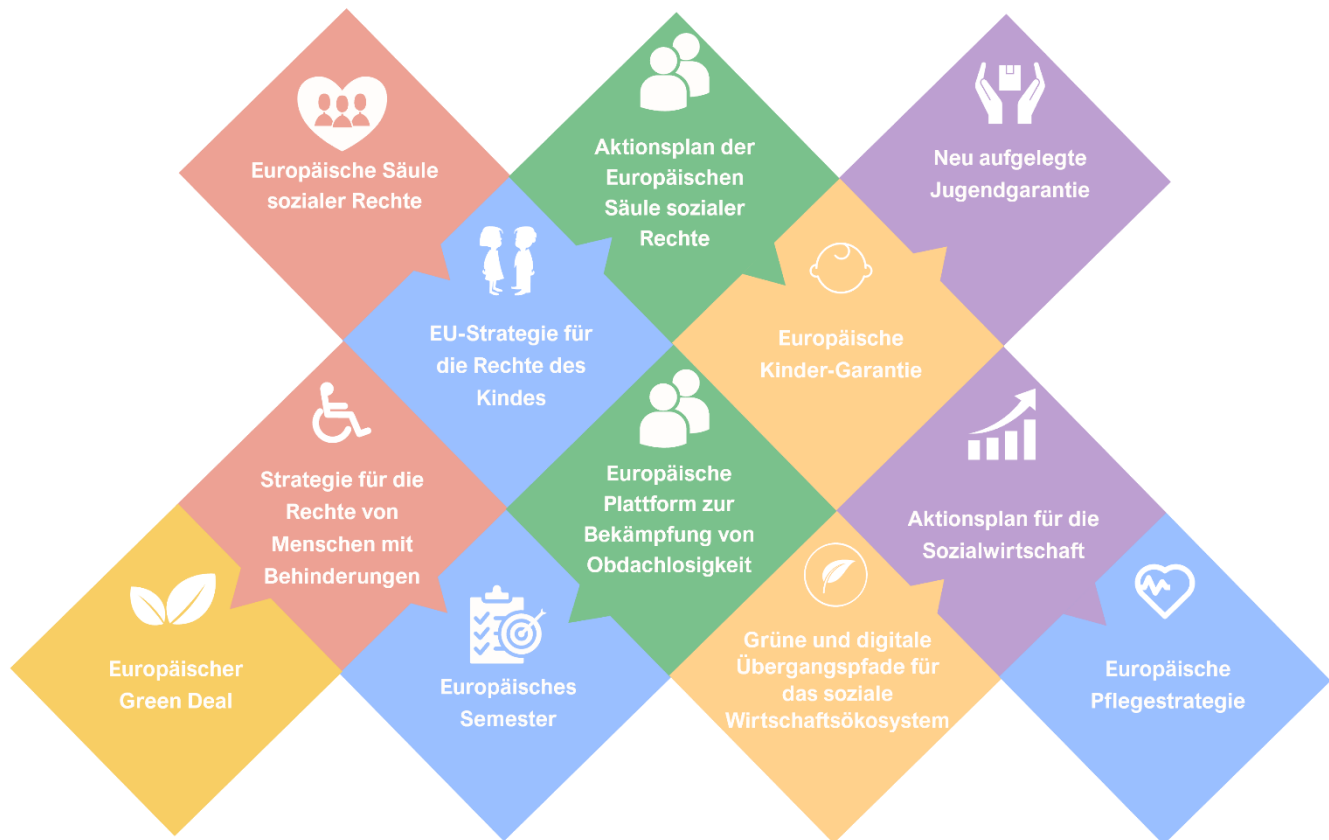 Europäische Säule
sozialer Rechte
Aktionsplan der
Europäischen
Säule sozialer
Rechte
Neu aufgelegte
Jugendgarantie
EU-Strategie für
die Rechte des
Kindes
Europäische
Kinder-Garantie
Strategie für die
Rechte von
Menschen mit
Behinderungen
Europäische
Plattform zur
Bekämpfung von
Obdachlosigkeit
Aktionsplan für die
Sozialwirtschaft
Europäischer
Green Deal
Europäisches
Semester
Grüne und digitale
Übergangspfade für
das soziale
Wirtschaftsökosystem
Europäische
Pflegestrategie